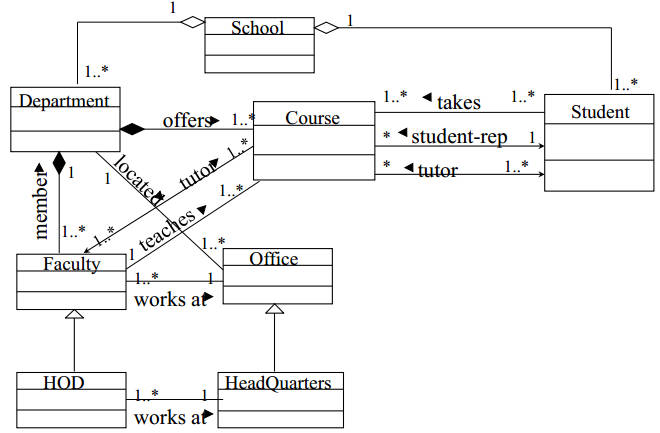 1
School
1
1..*
1..*
Department
offers
1..*
Course
1..*
takes
1..*
Student
*
student-rep
1
*
tutor
1..*
member
1
1
located
tutor
1..*
1..*
1..*
1..*
1
teaches
1..*
Faculty
Office
1..*
1
works at
HOD
HeadQuarters
1..*
1
works at